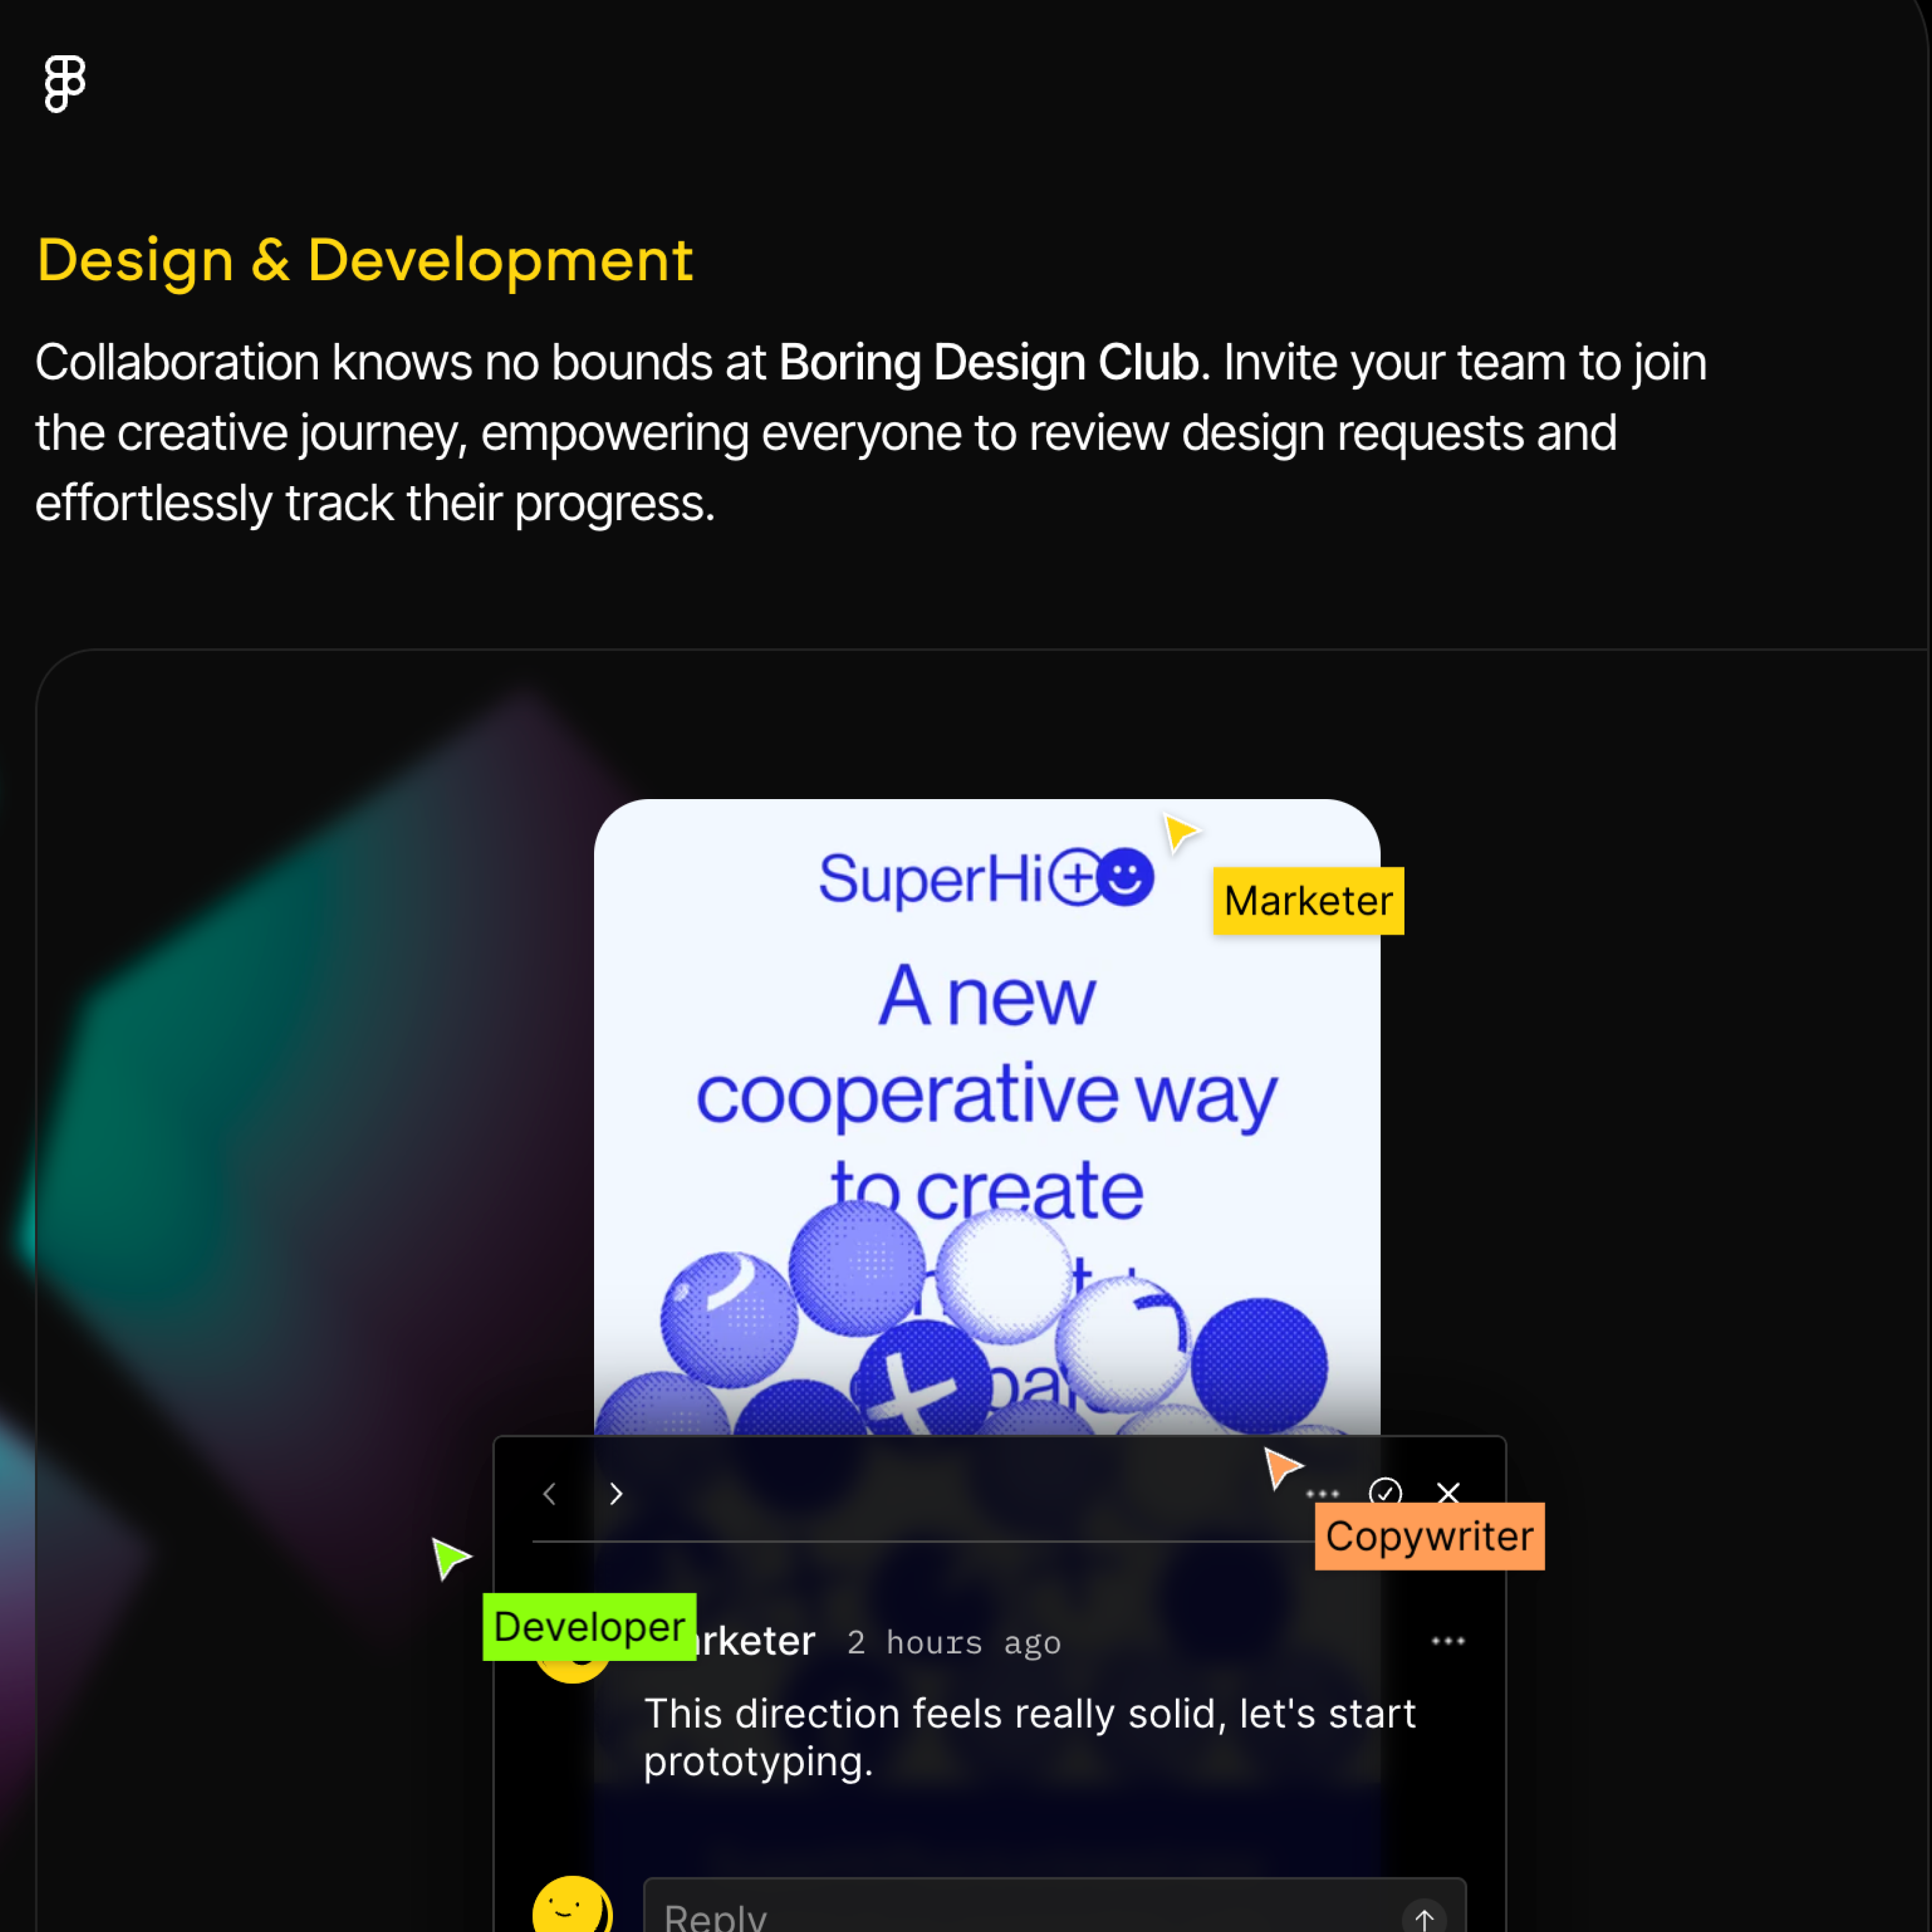 Design & Development
Collaboration knows no bounds at Boring Design Club. Invite your team to join
the creative journey, empowering everyone to review design requests and
effortlessly track their progress.
SuperHi
Marketer
A new
cooperative way
to create
Copywriter
Developer
2 hours ago
This direction feels really solid, let's start
prototyping.
Reply